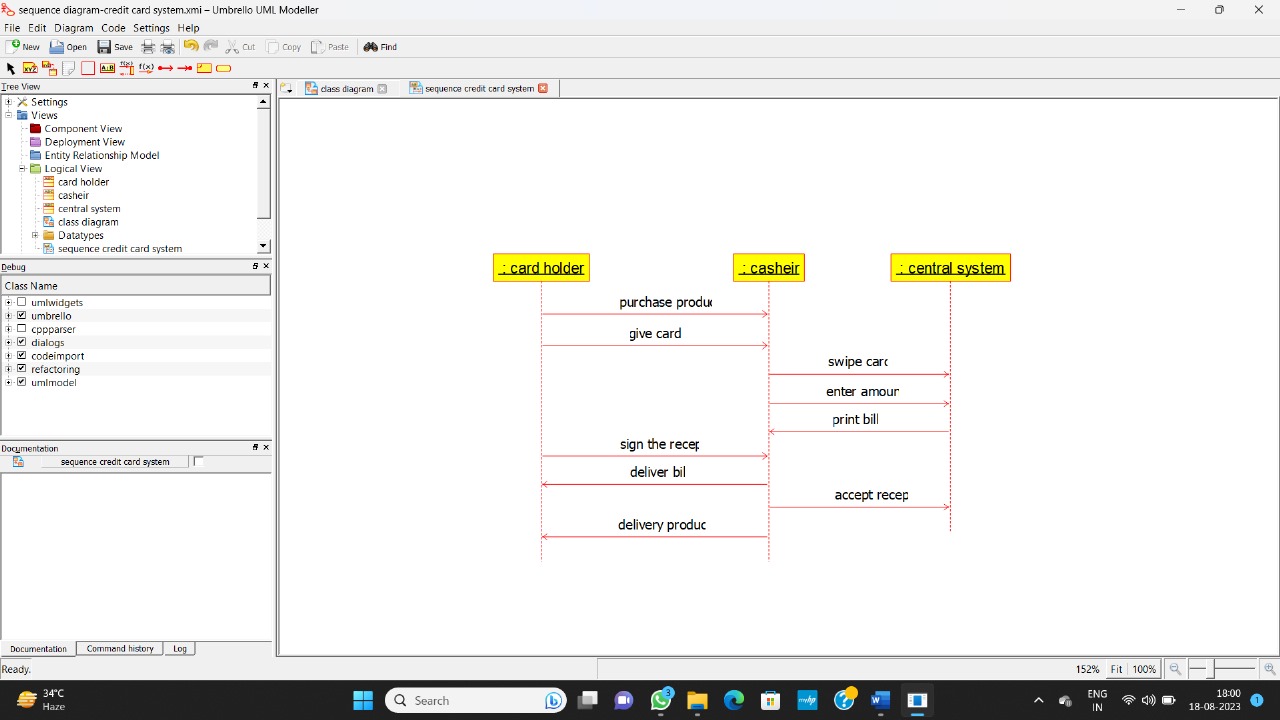 sequence diagram-credit card system.xmi – Umbrello UML Modeller
File Edit Diagram Code Settings Help
New Open Save Cut Copy Paste Find
Tree View
class diagram
sequence credit card system
Settings
Views
Component View
Deployment View
Entity Relationship Model
Logical View
card holder
casheir
central system
class diagram
Datatypes
sequence credit card system
Debug
Class Name
umlwidgets
umbrello
cppparser
dialogs
codeimport
refactoring
umlmodel
Documentation
sequence credit card system
Documentation Command history Log
: card holder
: casheir
: central system
purchase produc
give card
swipe card
enter amour
print bill
sign the recep
deliver bil
accept recep
delivery produc
Ready.
152% Fit 100%
34°C
Haze
Search
3
ENG
IN
18:00
18-08-2023
1